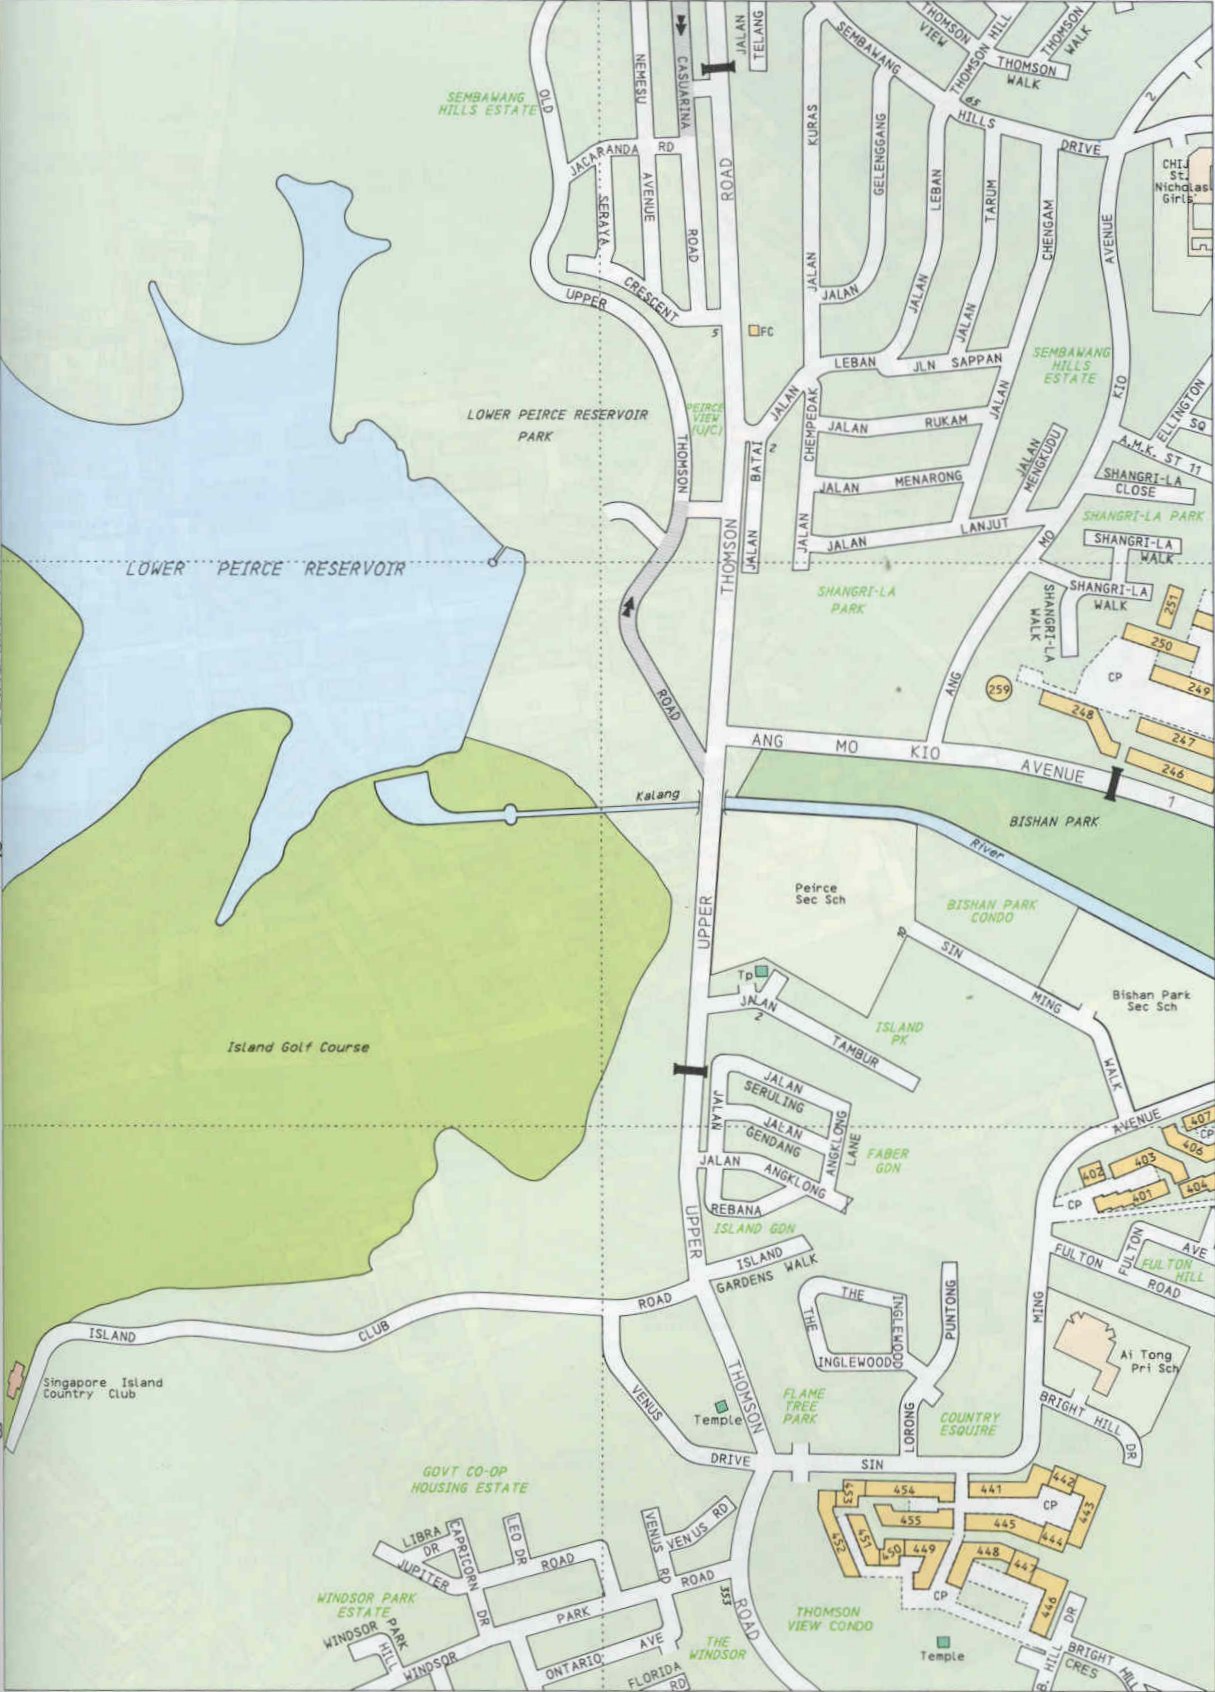 THOMSON
VIEW
THOMSON HILL
THOMSON
WALK
THOMSON
WALK
JALAN
TELANG
SEMBAWANG
65
HILLS
DRIVE
2
SEMBAWANG
HILLS ESTATE
OLD
NEMESU
AVENUE
CASUARINA
ROAD
JACARANDA RD
SERAYA
CRESCENT
UPPER
ROAD
5
FC
KURAS
JALAN
GELENGGANG
JALAN
LEBAN
JALAN
TARUM
JALAN
CHENGAM
JALAN
AVENUE
KIO
MO
ANG
CHIJ
St.
Nicholas
Girls'
LEBAN
JLN SAPPAN
SEMBAWANG
HILLS
ESTATE
LOWER PEIRCE RESERVOIR
PARK
PEIRCE
VIEW
(U/C)
JALAN
2
CHEMPEDAK
JALAN
JALAN RUKAM
JALAN
MENGKUDU
ELLINGTON
SQ
A.M.K. ST 11
THOMSON
BATAI
JALAN
JALAN MENARONG
JALAN LANJUT
SHANGRI-LA
CLOSE
SHANGRI-LA PARK
SHANGRI-LA
WALK
SHANGRI-LA
WALK
SHANGRI-LA
WALK
LOWER PEIRCE RESERVOIR
THOMSON
SHANGRI-LA
PARK
251
250
249
CP
259
248
247
246
ROAD
ANG MO KIO
AVENUE
1
Kalang
River
BISHAN PARK
Peirce
Sec Sch
BISHAN PARK
CONDO
UPPER
10
SIN
MING
WALK
Bishan Park
Sec Sch
Tp
JALAN
2
TAMBUR
ISLAND
PK
Island Golf Course
JALAN
SERULING
JALAN
JALAN
GENDANG
ANGKLONG
LANE
JALAN
ANGKLONG
REBANA
FABER
GDN
ISLAND GDN
AVENUE
407
CP
406
403
402
401
404
CP
UPPER
ISLAND
GARDENS WALK
FULTON
ROAD
FULTON
AVE
FULTON
HILL
ISLAND
CLUB
ROAD
THE
THE
INGLEWOOD
INGLEWOOD
PUNTONG
LORONG
MING
Ai Tong
Pri Sch
Singapore Island
Country Club
VENUS
DRIVE
THOMSON
Temple
FLAME
TREE
PARK
COUNTRY
ESQUIRE
BRIGHT HILL
DR
SIN
GOVT CO-OP
HOUSING ESTATE
453
454
441
442
CP
443
444
445
455
452
451
450
449
448
447
446
CP
LIBRA
DR
CAPRICORN
DR
LEO DR
JUPITER
ROAD
VENUS
RD
VENUS RD
ROAD
353
ROAD
WINDSOR PARK
ESTATE
WINDSOR PARK
HILL
WINDSOR
PARK
ONTARIO
AVE
FLORIDA
RD
THE
WINDSOR
THOMSON
VIEW CONDO
Temple
B. HILL
DR
BRIGHT HILL
CRES